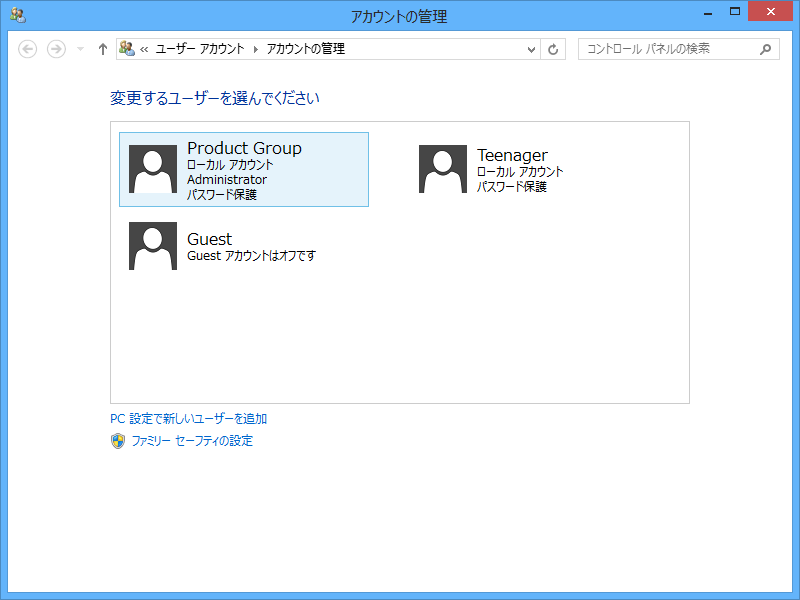 アカウントの管理
« ユーザー アカウント ▸ アカウントの管理
コントロール パネルの検索
変更するユーザーを選んでください
Product Group
ローカル アカウント
Administrator
パスワード保護
Teenager
ローカル アカウント
パスワード保護
Guest
Guest アカウントはオフです
PC 設定で新しいユーザーを追加
ファミリー セーフティの設定